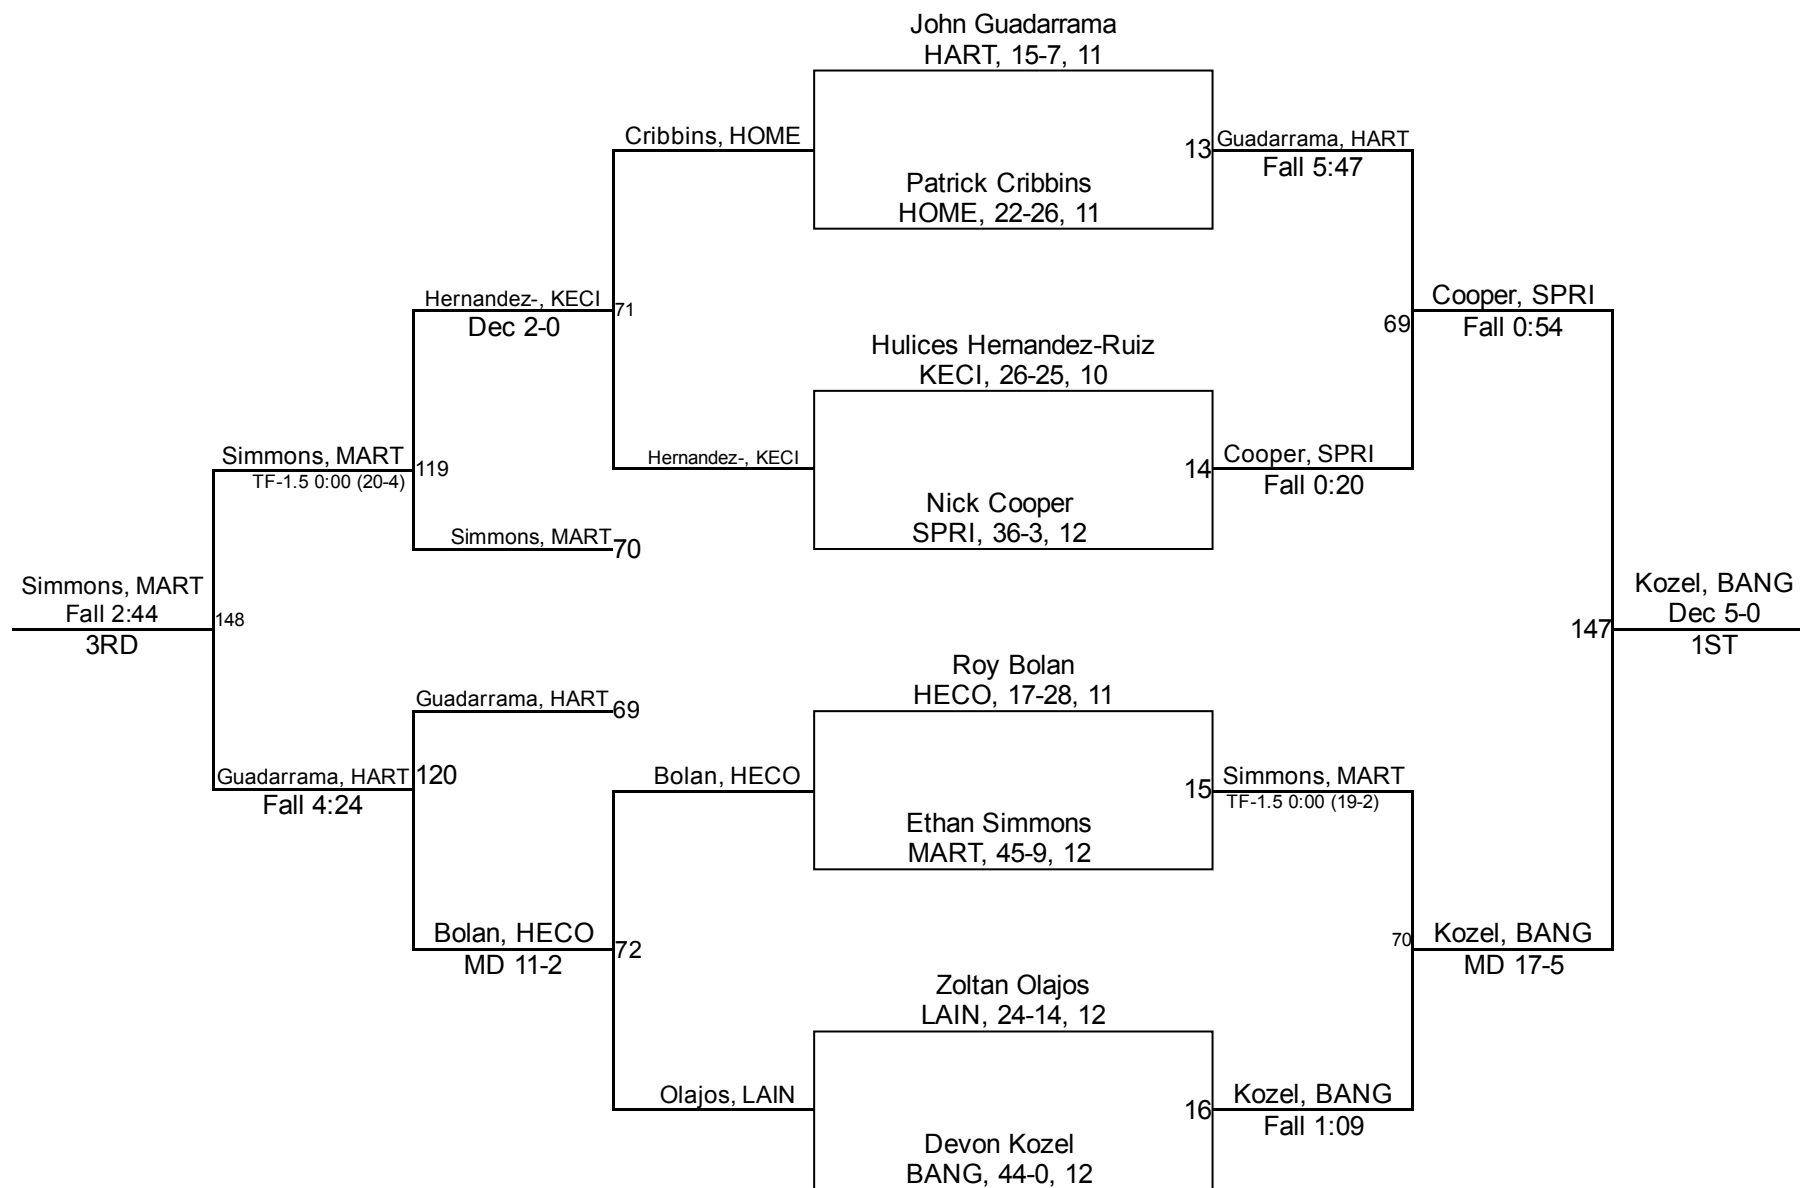 John Guadarrama
HART, 15-7, 11
Cribbins, HOME
13
Guadarrama, HART
Fall 5:47
Patrick Cribbins
HOME, 22-26, 11
Hernandez-, KECI
Dec 2-0
71
Cooper, SPRI
Fall 0:54
69
Hulices Hernandez-Ruiz
KECI, 26-25, 10
Simmons, MART
TF-1.5 0:00 (20-4)
119
Hernandez-, KECI
14
Cooper, SPRI
Fall 0:20
Nick Cooper
SPRI, 36-3, 12
Simmons, MART
70
Simmons, MART
Fall 2:44
3RD
148
147
Kozel, BANG
Dec 5-0
1ST
Roy Bolan
HECO, 17-28, 11
Guadarrama, HART
69
Guadarrama, HART
Fall 4:24
120
Bolan, HECO
15
Simmons, MART
TF-1.5 0:00 (19-2)
Ethan Simmons
MART, 45-9, 12
Bolan, HECO
MD 11-2
72
70
Kozel, BANG
MD 17-5
Zoltan Olajos
LAIN, 24-14, 12
Olajos, LAIN
16
Kozel, BANG
Fall 1:09
Devon Kozel
BANG, 44-0, 12